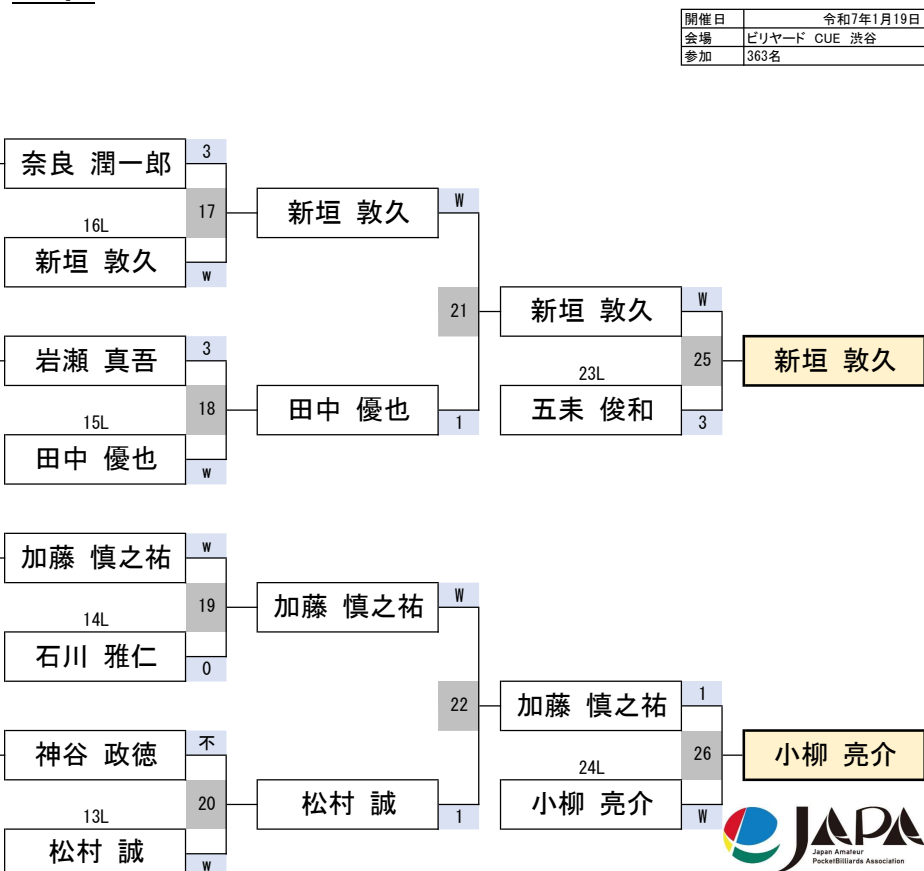 開催日 令和7年1月19日
会場 ビリヤード CUE 渋谷
参加 363名
奈良 潤一郎 3
17
16L
新垣 敦久 W
新垣 敦久 W
岩瀬 真吾 3
18
15L
田中 優也 W
田中 優也 1
21
新垣 敦久 W
25
23L
五耒 俊和 3
新垣 敦久
加藤 慎之祐 W
19
14L
石川 雅仁 0
加藤 慎之祐 W
神谷 政徳 不
20
13L
松村 誠 W
松村 誠 1
22
加藤 慎之祐 1
26
24L
小柳 亮介 W
小柳 亮介
JAPA
Japan Amateur
PocketBilliards Association